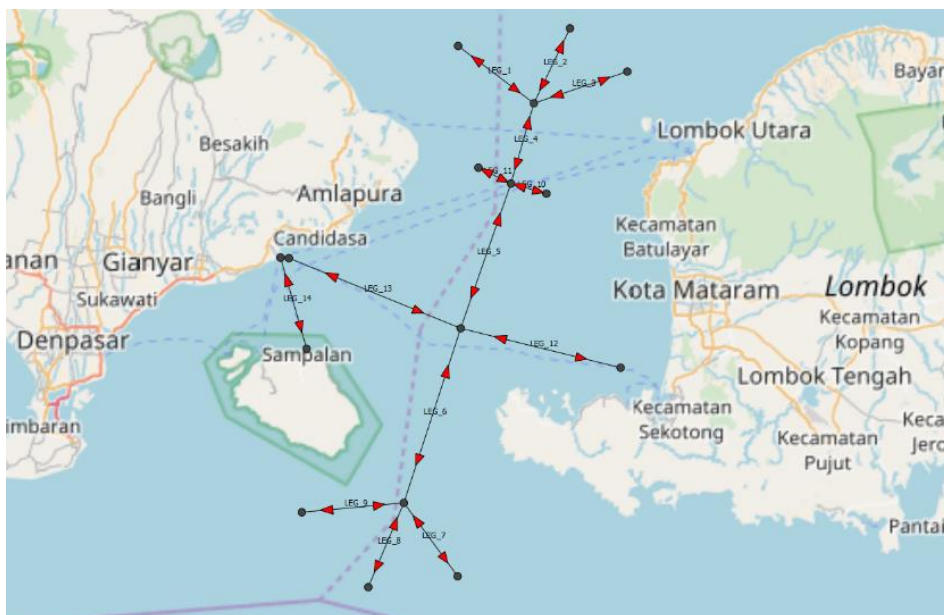 LEG_1
LEG_2
LEG_3
Bayan
LEG_4
Lombok Utara
Besakih
LEG_11
LEG_10
Amlapura
Bangli
Kecamatan
Batulayar
Candidasa
LEG_5
anan
Gianyar
LEG_13
Kota Mataram
Lombok
Sukawati
LEG_14
Kecamatan
Kopang
Denpasar
Sampalan
LEG_12
Lombok Tengah
Kecamatan
Sekotong
LEG_6
imbaran
Kecamatan
Pujut
Keca
Jero
LEG_9
LEG_8
LEG_7
Pantai